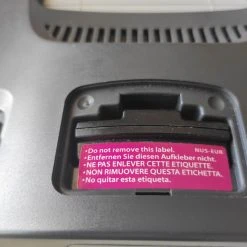 •Do not remove this label. NUS-EUR
•Entfernen Sie diesen Aufkleber nicht.
•NE PAS ENLEVER CETTE ETIQUETTE.
•NON RIMUOVERE QUESTA ETICHETTA.
•No quitar esta etiqueta.